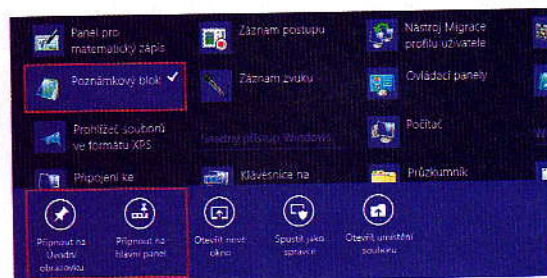 Panel pro
matematický zápis
Záznam postupu
Nástroj Migrace
profilu uživatele
Poznámkový blok
Záznam zvuku
Ovládací panely
Prohlížeč souborů
ve formátu XPS
Snadný přístup Windows
Počítač
W
Připojení ke
Klávesnice na
Průzkumník
Připnout na
Úvodní
obrazovku
Připnout na
hlavní panel
Otevřít nové
okno
Spustit jako
správce
Otevřít umístění
souboru